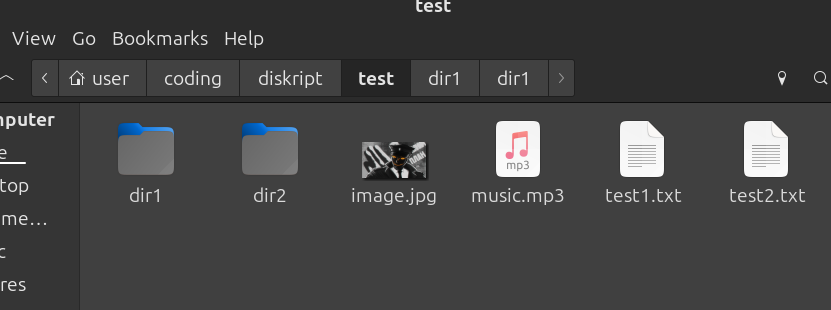 test
View Go Bookmarks Help
user coding diskript test dir1 dir1
mputer
e
top
me...
c
res
mp3
dir1 dir2 image.jpg music.mp3 test1.txt test2.txt